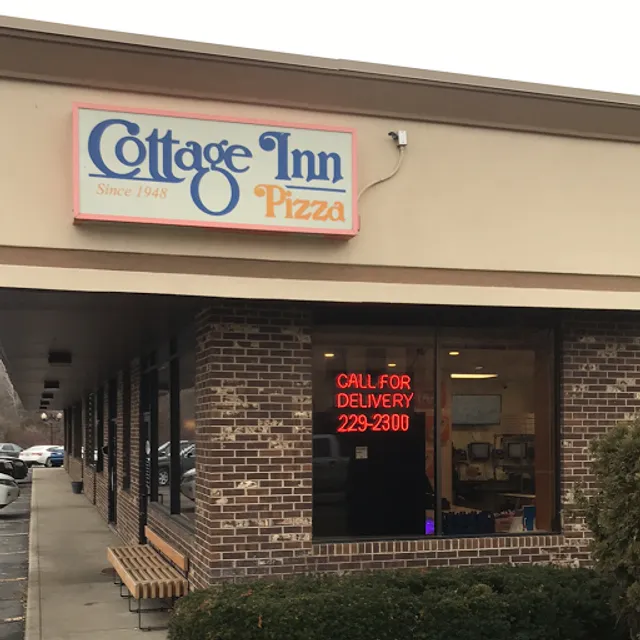 Cottage Inn
Since 1948
Pizza
CALL FOR
DELIVERY
229-2300